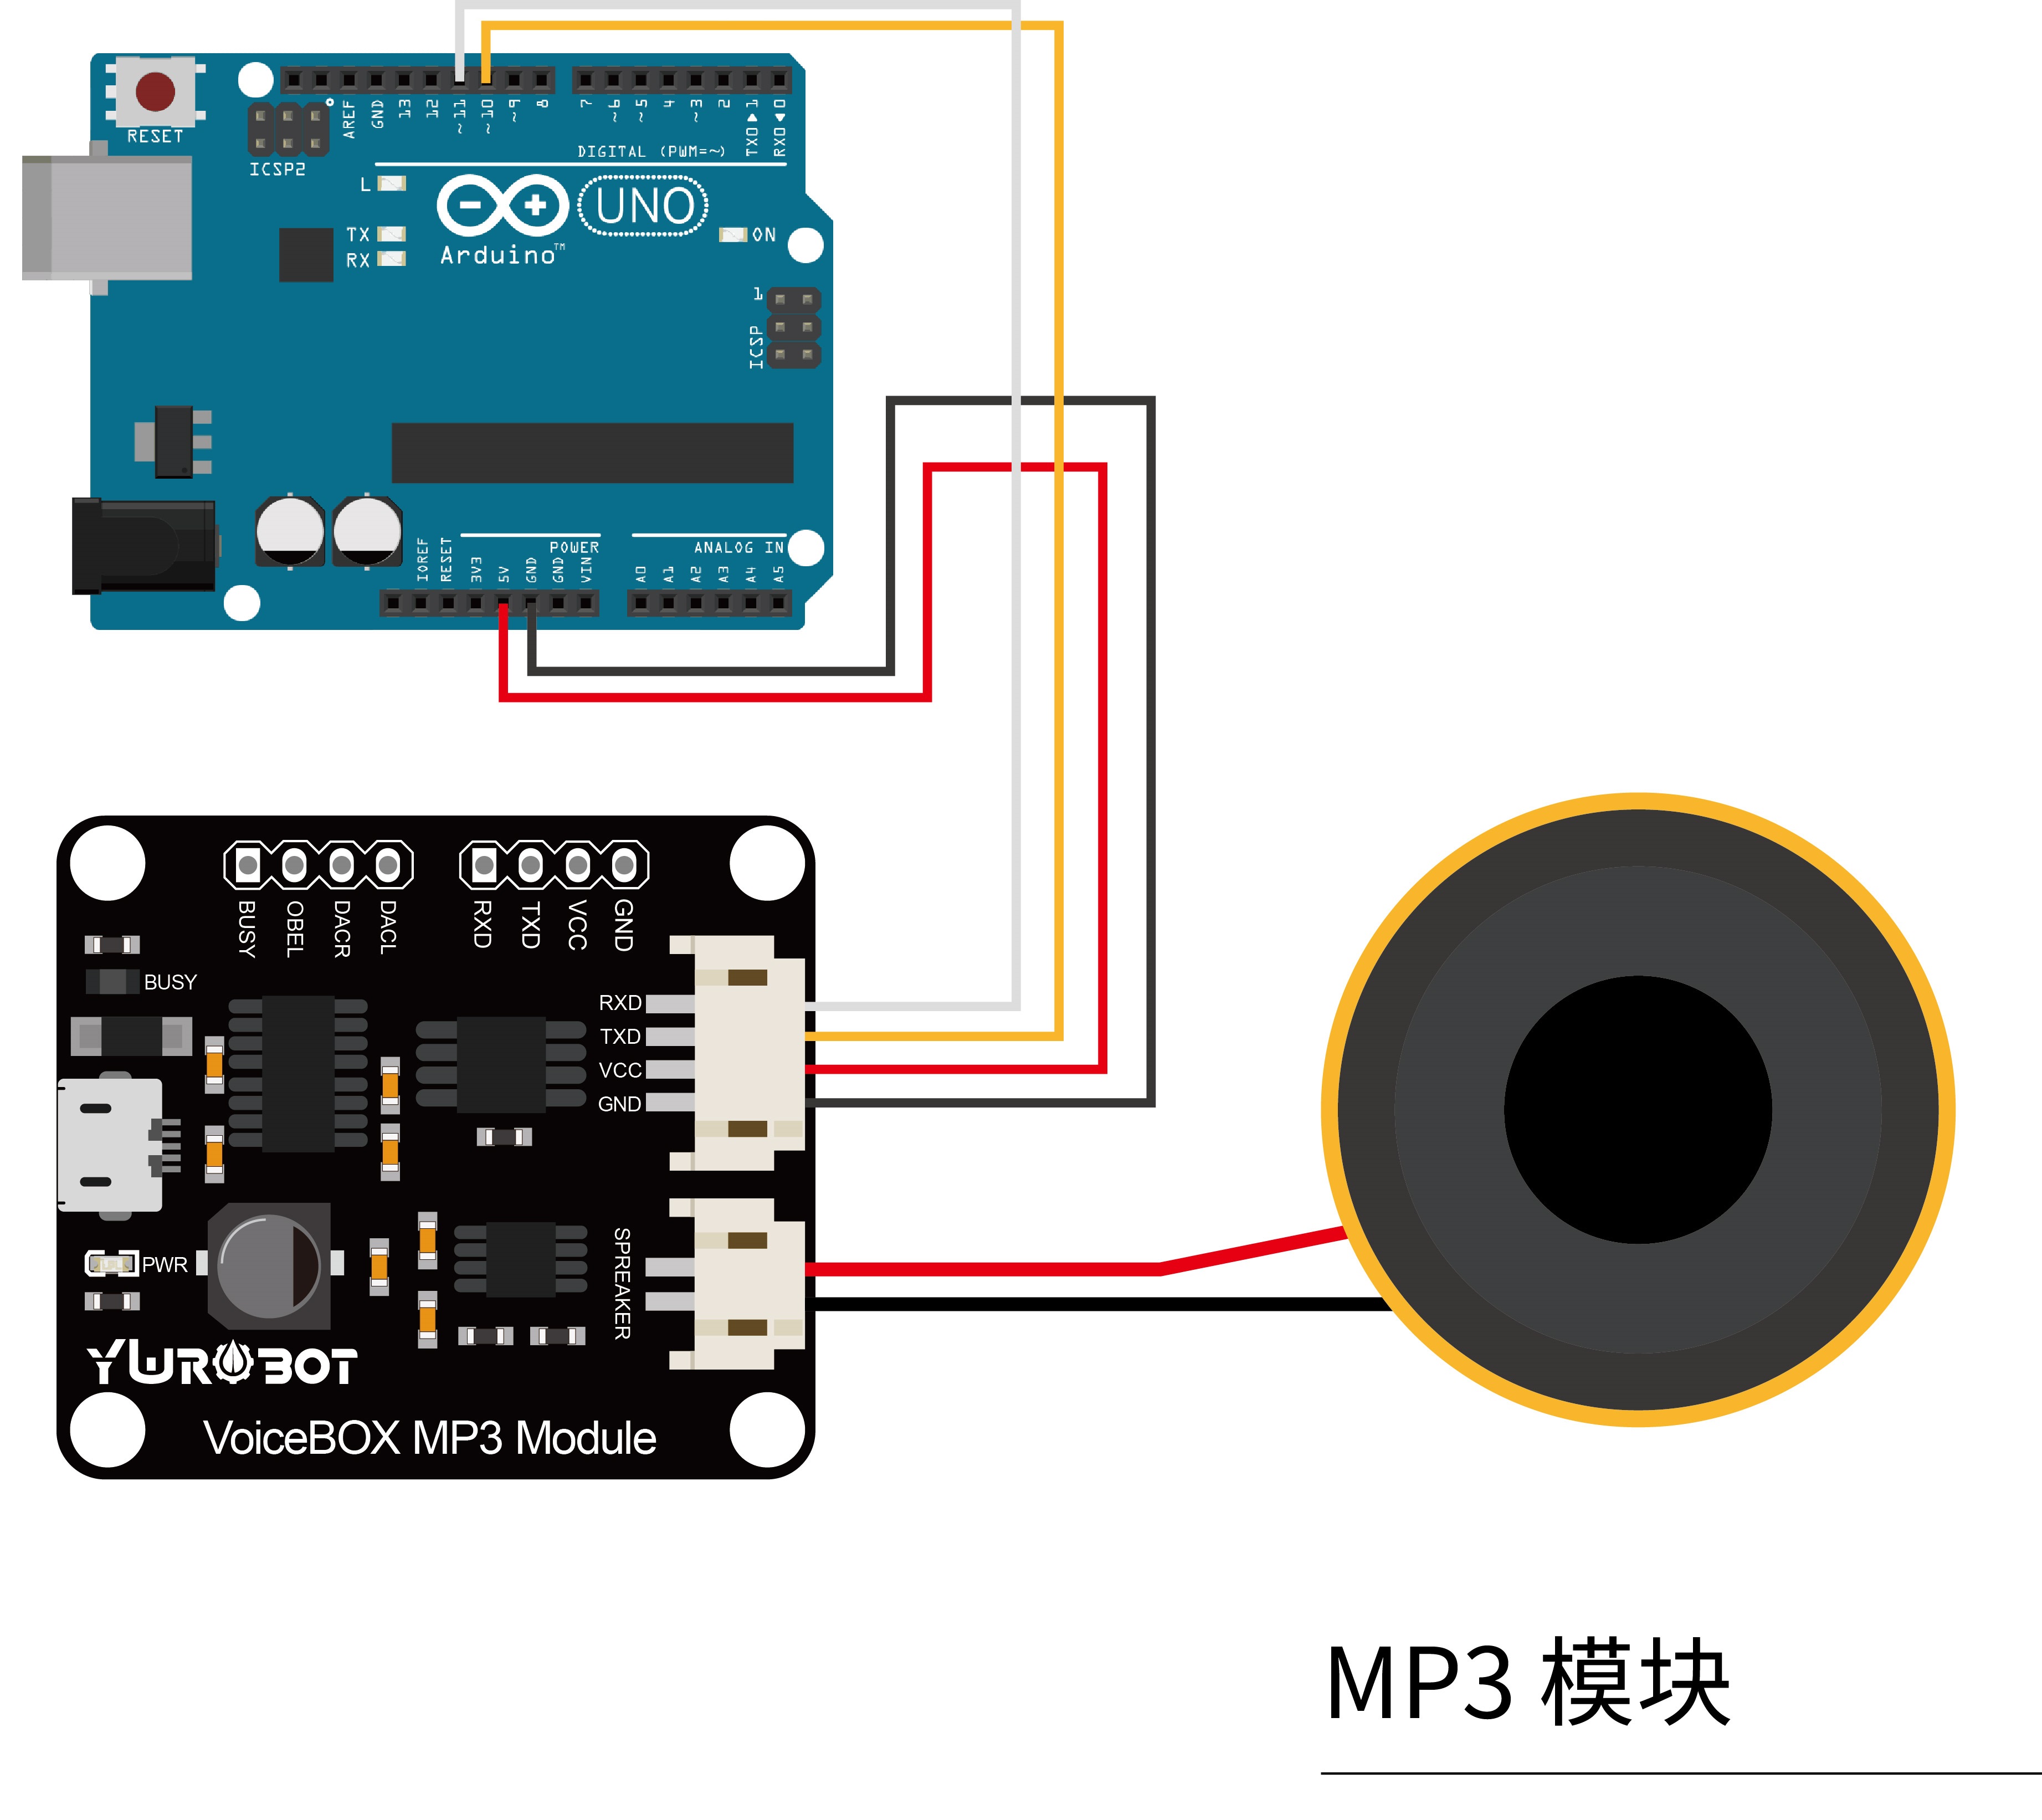 RESET
ICSP2
AREF
GND
13
12
~11
~10
~9
8
7
~6
~5
4
~3
2
TX0▶1
RX0◀0
DIGITAL (PWM=~)
L
TX
RX
Arduino™
UNO
ON
1
ICSP
IOREF
RESET
3V3
5V
GND
GND
VIN
POWER
ANALOG IN
A0
A1
A2
A3
A4
A5
BUSY
OBEL
DACR
DACL
RXD
TXD
VCC
GND
BUSY
RXD
TXD
VCC
GND
SPREAKER
PWR
YWROBOT
VoiceBOX MP3 Module
MP3 模块